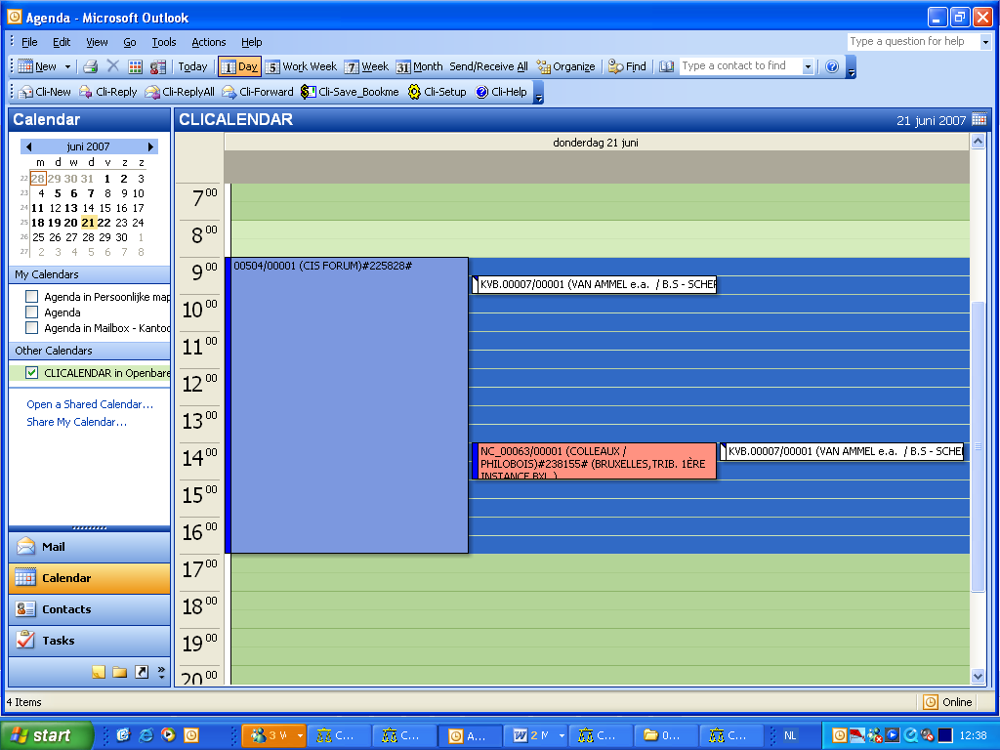 Agenda - Microsoft Outlook
File Edit View Go Tools Actions Help Type a question for help
New Today 1 Day 5 Work Week 7 Week 31 Month Send/Receive All Organize Find Type a contact to find
Cli-New Cli-Reply Cli-ReplyAll Cli-Forward Cli-Save_Bookme Cli-Setup Cli-Help
Calendar
CLICALENDAR 21 juni 2007
juni 2007
m d w d v z z
22 28 29 30 31 1 2 3
23 4 5 6 7 8 9 10
24 11 12 13 14 15 16 17
25 18 19 20 21 22 23 24
26 25 26 27 28 29 30 1
27 2 3 4 5 6 7 8
My Calendars
Agenda in Persoonlijke map
Agenda
Agenda in Mailbox - Kantoo
Other Calendars
CLICALENDAR in Openbare
Open a Shared Calendar...
Share My Calendar...
Mail
Calendar
Contacts
Tasks
donderdag 21 juni
7 00
8 00
9 00
00504/00001 (CIS FORUM)#225828#
KVB.00007/00001 (VAN AMMEL e.a. / B.S - SCHEF
10 00
11 00
12 00
13 00
14 00
NC_00063/00001 (COLLEAUX /
PHILOBOIS)#238155# (BRUXELLES,TRIB. 1ÈRE
INSTANCE BXL.)
KVB.00007/00001 (VAN AMMEL e.a. / B.S - SCHE
15 00
16 00
17 00
18 00
19 00
20 00
4 Items Online
start 3 C... C... A... 2 C... 0... C... NL 12:38